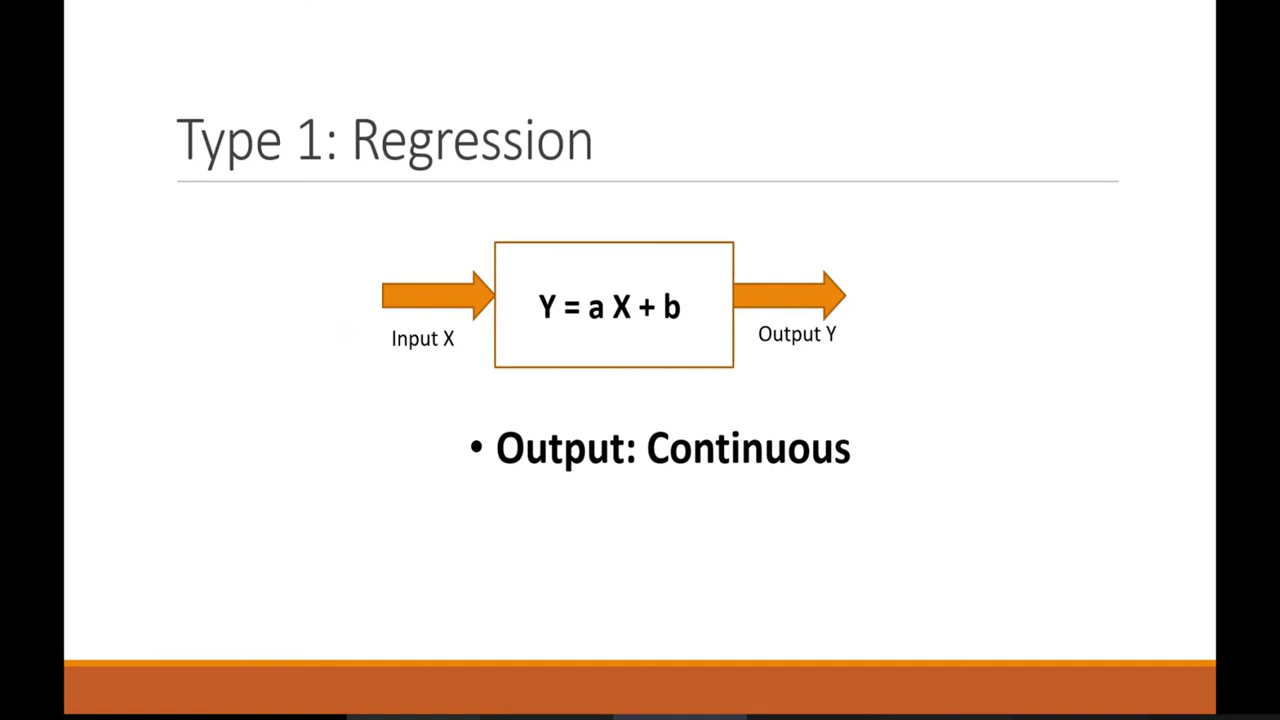 Type 1: Regression
Y = a X + b
Input X
Output Y
• Output: Continuous